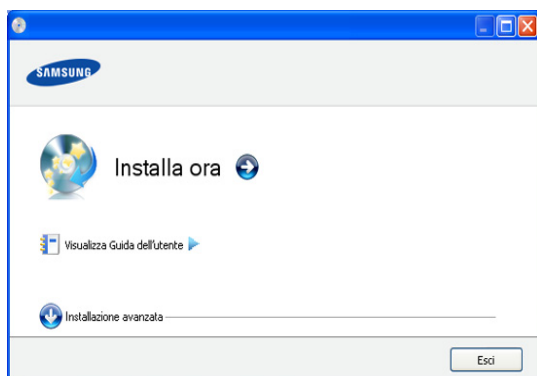 SAMSUNG
Installa ora
Visualizza Guida dell'utente
Installazione avanzata
Esci